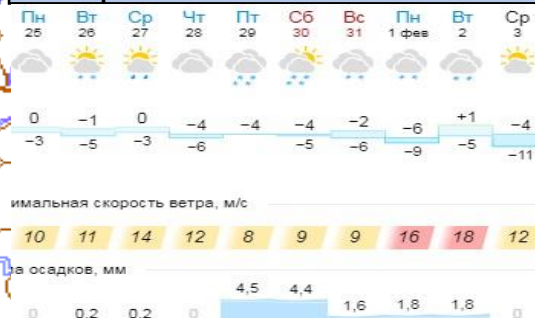 Пн Вт Ср Чт Пт Сб Вс Пн Вт Ср
25 26 27 28 29 30 31 1 фев 2 3
0 −1 0 −4 −4 −4 −2 −6 +1 −4
−3 −5 −3 −6 −5 −6 −9 −5 −11
имальная скорость ветра, м/с
10 11 14 12 8 9 9 16 18 12
ма осадков, мм
0 0,2 0,2 0 4,5 4,4 1,6 1,8 1,8 0